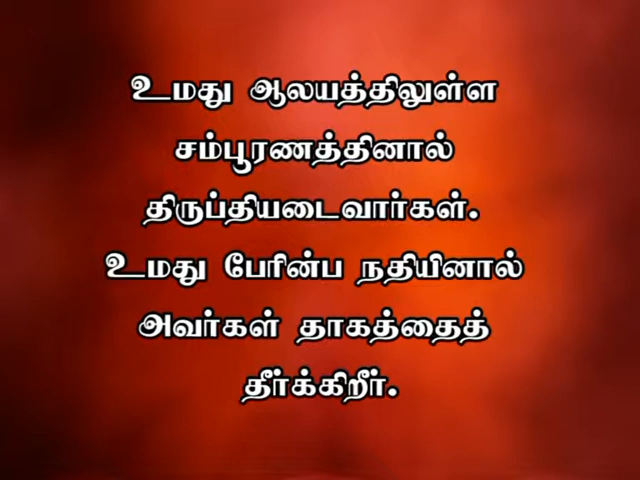 உமது ஆலயத்திலுள்ள
சம்பூரணத்தினால்
திருப்தியடைவார்கள்.
உமது பேரின்ப நதியினால்
அவர்கள் தாகத்தைத்
தீர்க்கிறீர்.